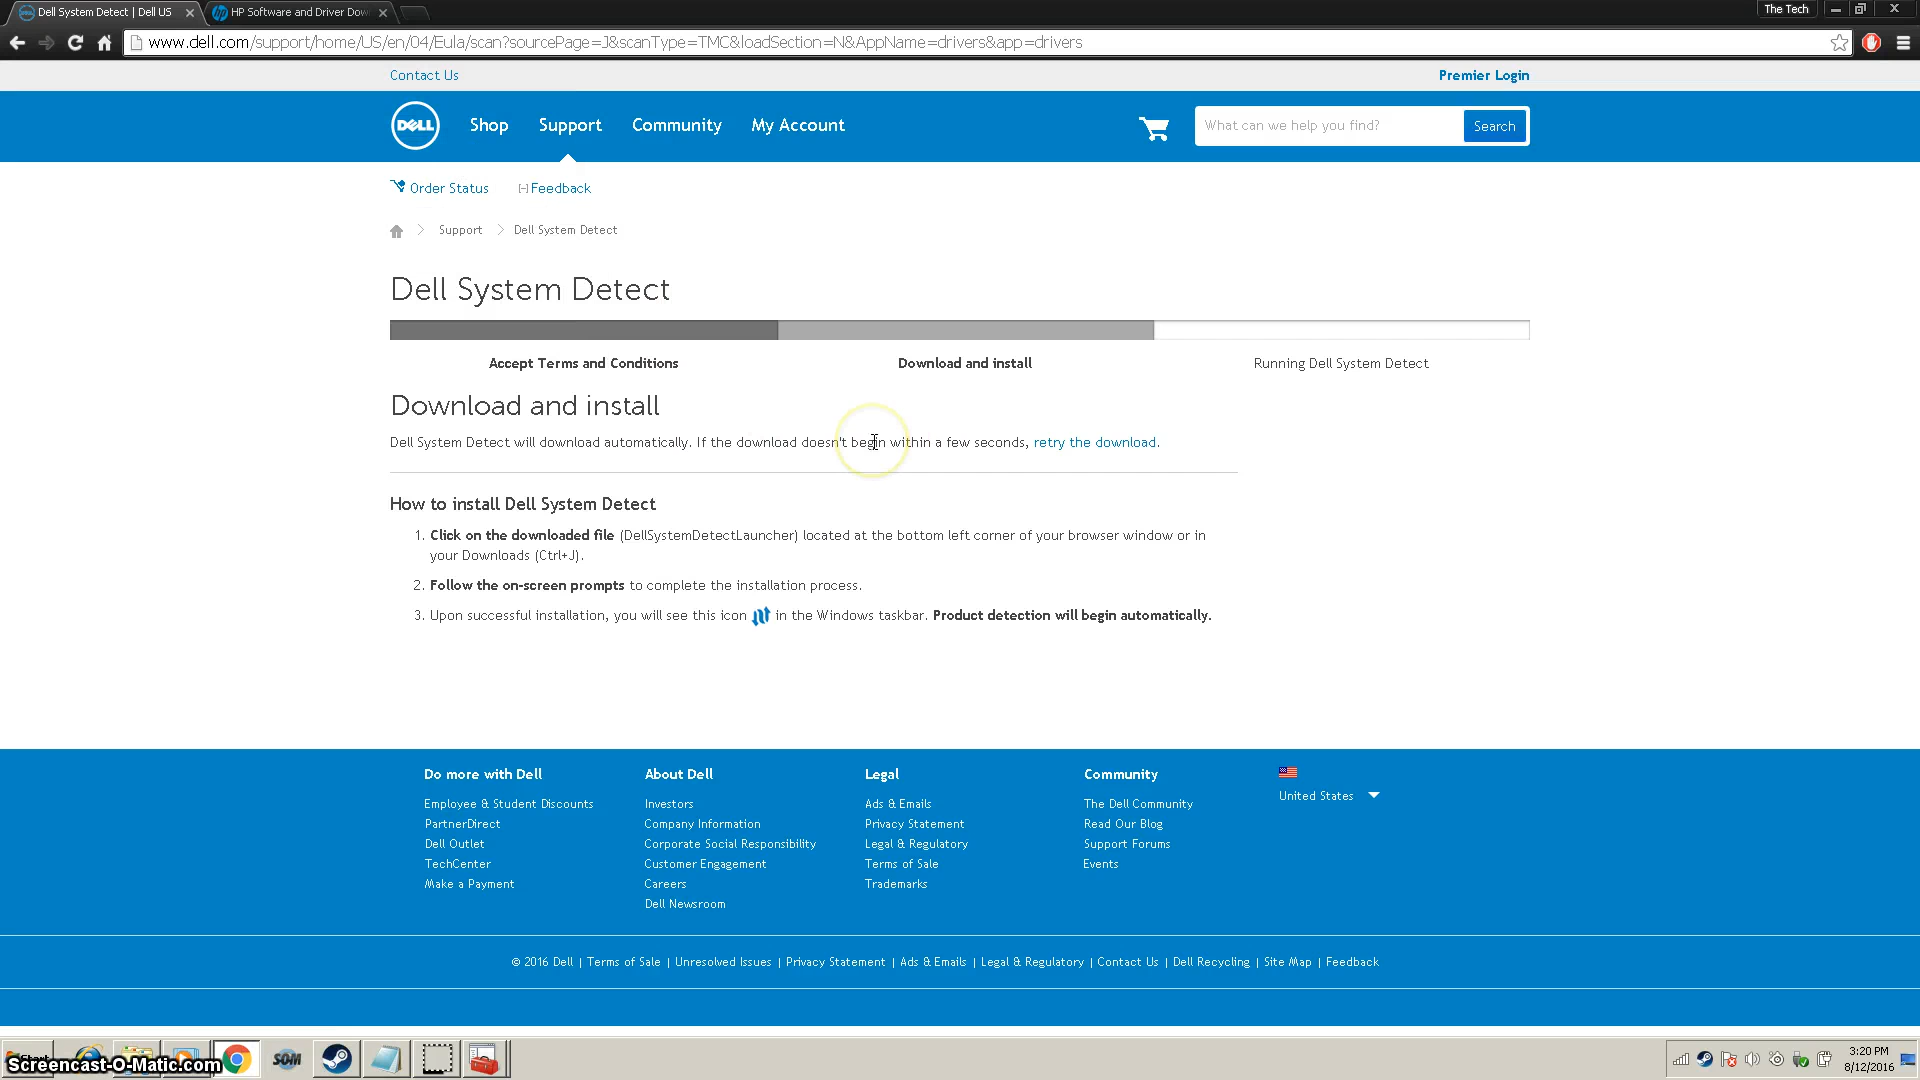 Dell System Detect | Dell US
HP Software and Driver Dow
The Tech
www.dell.com/support/home/US/en/04/Eula/scan?sourcePage=J&scanType=TMC&loadSection=N&AppName=drivers&app=drivers
Contact Us
Premier Login
DELL
Shop
Support
Community
My Account
What can we help you find?
Search
Order Status
Feedback
Support
Dell System Detect
Dell System Detect
Accept Terms and Conditions
Download and install
Running Dell System Detect
Download and install
Dell System Detect will download automatically. If the download doesn't begin within a few seconds, retry the download.
How to install Dell System Detect
1. Click on the downloaded file (DellSystemDetectLauncher) located at the bottom left corner of your browser window or in
your Downloads (Ctrl+J).
2. Follow the on-screen prompts to complete the installation process.
3. Upon successful installation, you will see this icon in the Windows taskbar. Product detection will begin automatically.
Do more with Dell
Employee & Student Discounts
PartnerDirect
Dell Outlet
TechCenter
Make a Payment
About Dell
Investors
Company Information
Corporate Social Responsibility
Customer Engagement
Careers
Dell Newsroom
Legal
Ads & Emails
Privacy Statement
Legal & Regulatory
Terms of Sale
Trademarks
Community
The Dell Community
Read Our Blog
Support Forums
Events
United States
© 2016 Dell | Terms of Sale | Unresolved Issues | Privacy Statement | Ads & Emails | Legal & Regulatory | Contact Us | Dell Recycling | Site Map | Feedback
Screencast-O-Matic.com
SOM
3:20 PM
8/12/2016